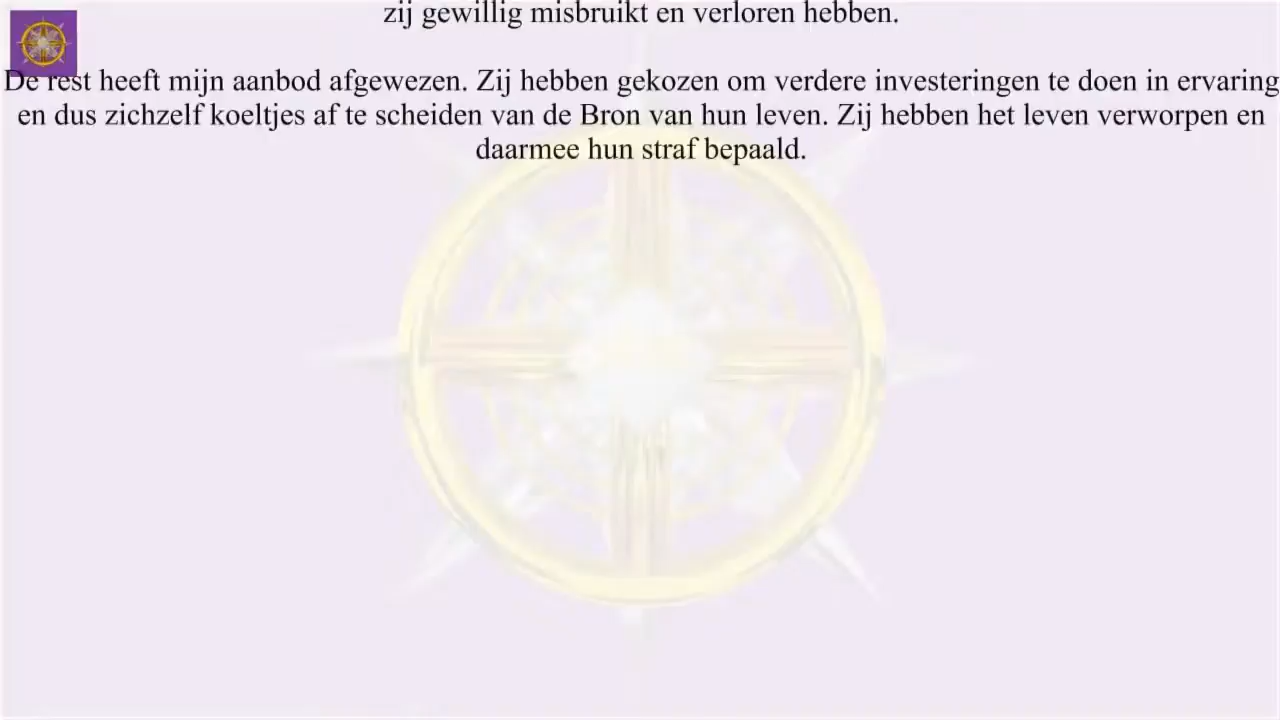 zij gewillig misbruikt en verloren hebben.
De rest heeft mijn aanbod afgewezen. Zij hebben gekozen om verdere investeringen te doen in ervaring
en dus zichzelf koeltjes af te scheiden van de Bron van hun leven. Zij hebben het leven verworpen en
daarmee hun straf bepaald.